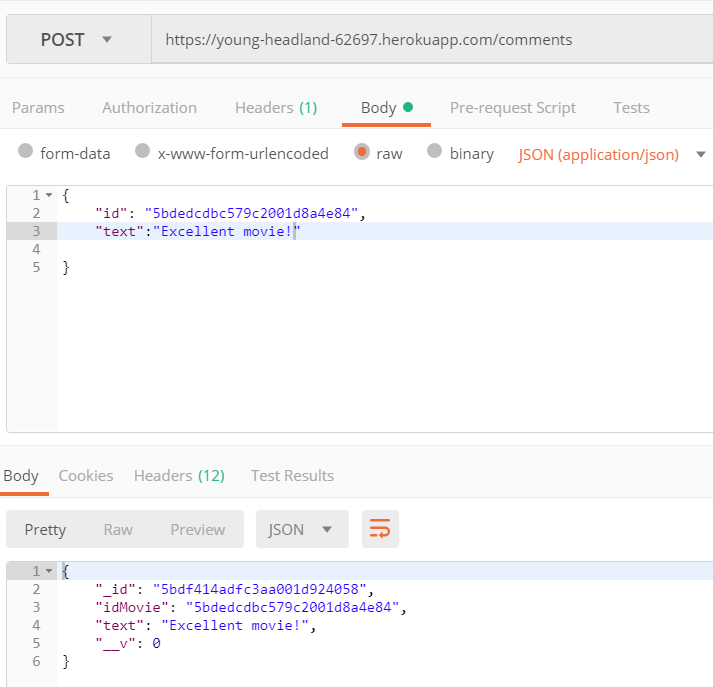 POST https://young-headland-62697.herokuapp.com/comments
Params Authorization Headers (1) Body Pre-request Script Tests
form-data x-www-form-urlencoded raw binary JSON (application/json)
1 {
2 "id": "5bdedcdbc579c2001d8a4e84",
3 "text":"Excellent movie!"
4
5 }
Body Cookies Headers (12) Test Results
Pretty Raw Preview JSON
1 {
2 "_id": "5bdf414adfc3aa001d924058",
3 "idMovie": "5bdedcdbc579c2001d8a4e84",
4 "text": "Excellent movie!",
5 "__v": 0
6 }